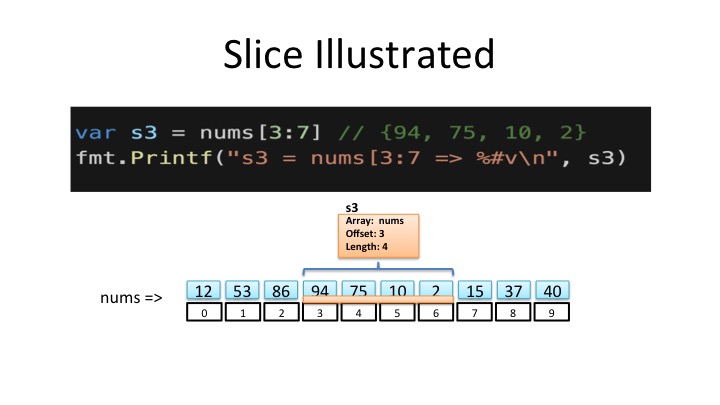 Slice Illustrated
var s3 = nums[3:7] // {94, 75, 10, 2}
fmt.Printf("s3 = nums[3:7 => %#v\n", s3)
s3
Array: nums
Offset: 3
Length: 4
nums => 12 53 86 94 75 10 2 15 37 40
0 1 2 3 4 5 6 7 8 9